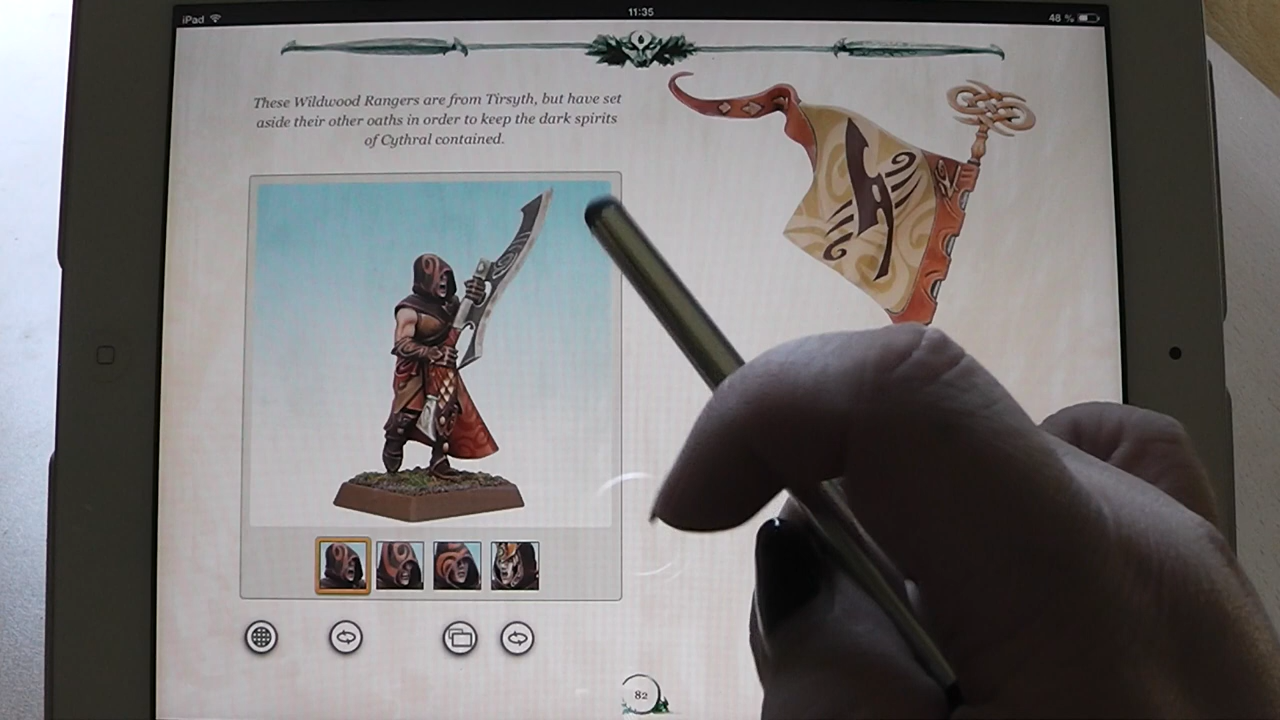 iPad
11:35
48 %
These Wildwood Rangers are from Tirsyth, but have set
aside their other oaths in order to keep the dark spirits
of Cythral contained.
82